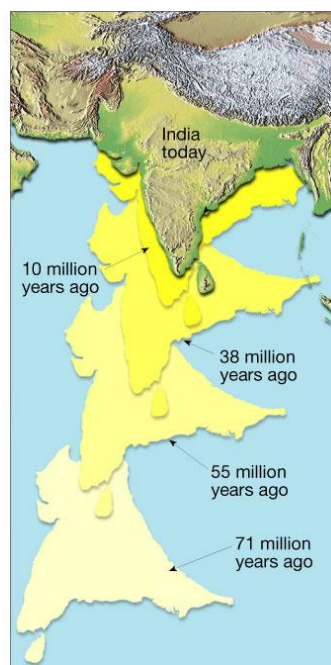 India
today
10 million
years ago
38 million
years ago
55 million
years ago
71 million
years ago